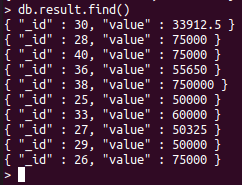 > db.result.find()
{ "_id" : 30, "value" : 33912.5 }
{ "_id" : 28, "value" : 75000 }
{ "_id" : 40, "value" : 75000 }
{ "_id" : 36, "value" : 55650 }
{ "_id" : 38, "value" : 750000 }
{ "_id" : 25, "value" : 50000 }
{ "_id" : 33, "value" : 60000 }
{ "_id" : 27, "value" : 50325 }
{ "_id" : 29, "value" : 50000 }
{ "_id" : 26, "value" : 75000 }
>